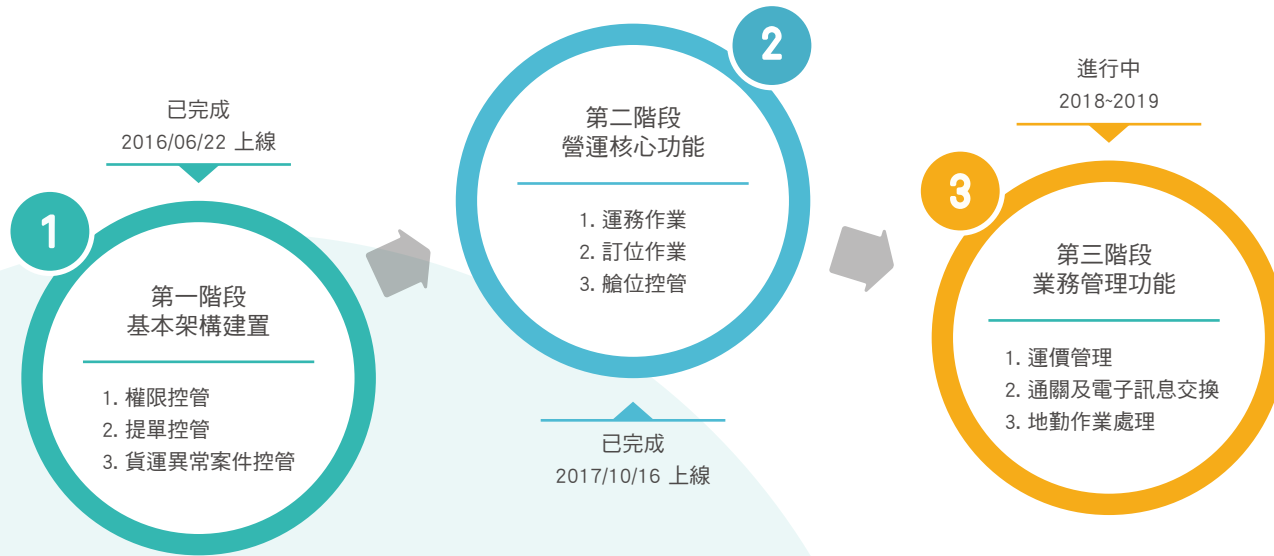 已完成
2016/06/22 上線
1
第一階段
基本架構建置
1. 權限控管
2. 提單控管
3. 貨運異常案件控管
2
第二階段
營運核心功能
1. 運務作業
2. 訂位作業
3. 艙位控管
已完成
2017/10/16 上線
進行中
2018~2019
3
第三階段
業務管理功能
1. 運價管理
2. 通關及電子訊息交換
3. 地勤作業處理